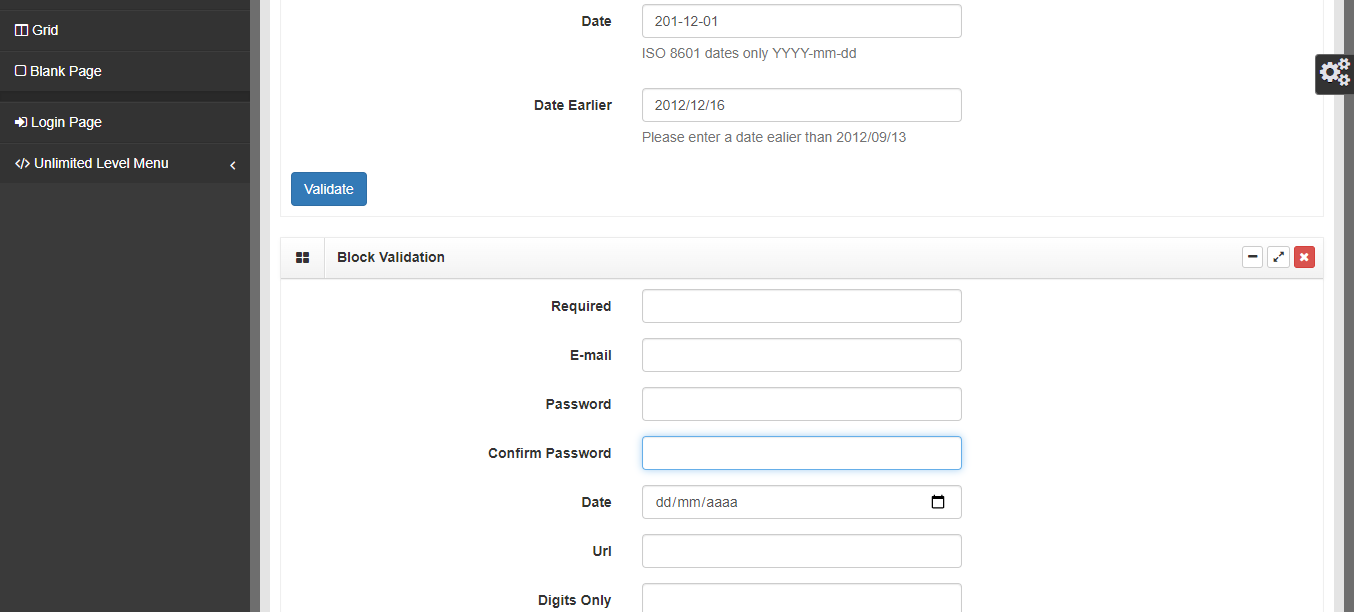 Grid
Blank Page
Login Page
Unlimited Level Menu
Date
201-12-01
ISO 8601 dates only YYYY-mm-dd
Date Earlier
2012/12/16
Please enter a date ealier than 2012/09/13
Validate
Block Validation
Required
E-mail
Password
Confirm Password
Date
dd/mm/aaaa
Url
Digits Only